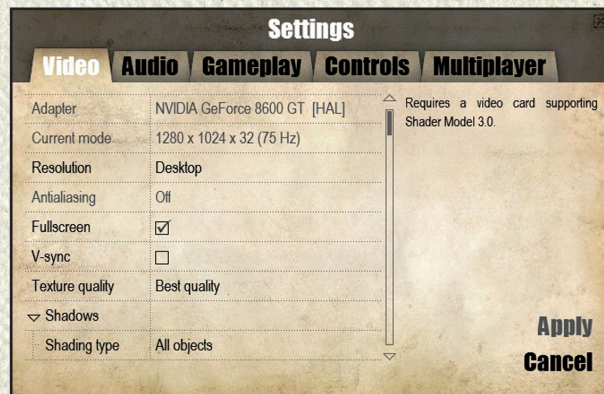 Settings
Video Audio Gameplay Controls Multiplayer
Adapter NVIDIA GeForce 8600 GT [HAL]
Current mode 1280 x 1024 x 32 (75 Hz)
Resolution Desktop
Antialiasing Off
Fullscreen
V-sync
Texture quality Best quality
Shadows
Shading type All objects
Requires a video card supporting
Shader Model 3.0.
Apply
Cancel